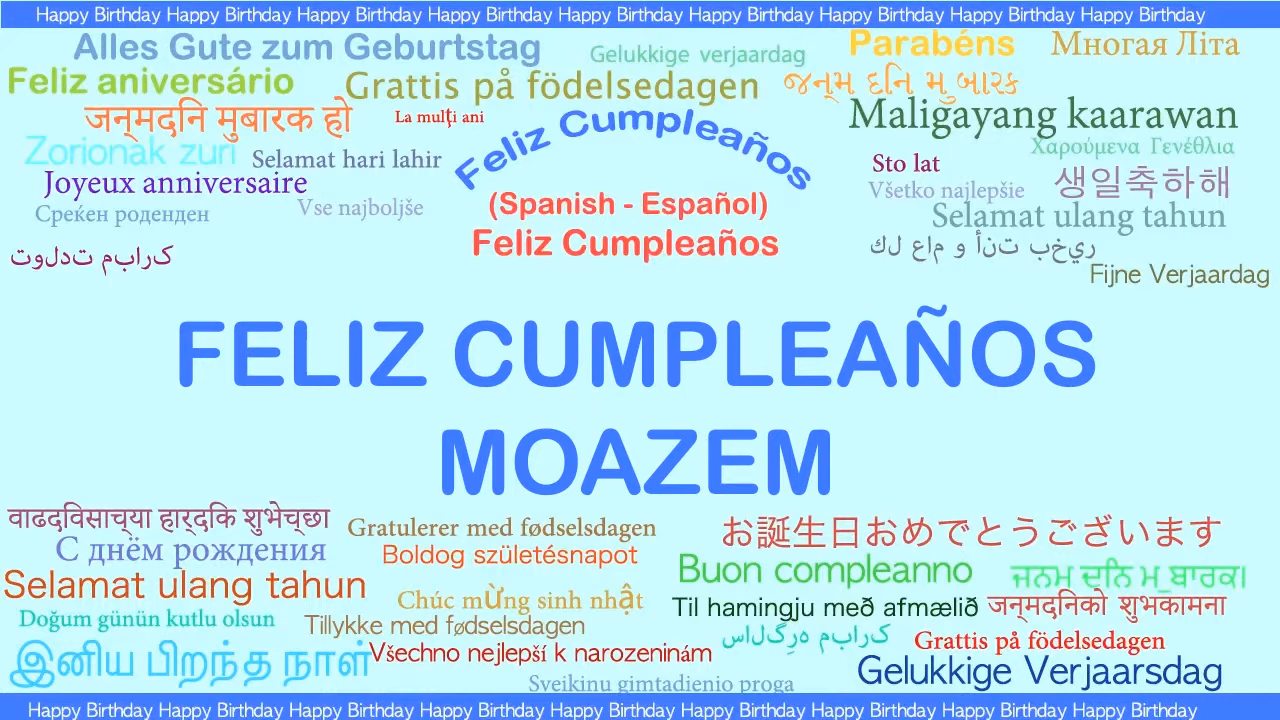 Happy Birthday Happy Birthday Happy Birthday Happy Birthday Happy Birthday Happy Birthday Happy Birthday Happy Birthday Happy Birthday
Alles Gute zum Geburtstag
Gelukkige verjaardag
Parabéns
Многая Літа
Feliz aniversário
Grattis på födelsedagen
જન્મ દિન મુબારક
जन्मदिन मुबारक हो
La mulţi ani
Feliz Cumpleaños
Maligayang kaarawan
Zorionak zuri
Selamat hari lahir
Sto lat
Χαρούμενα Γενέθλια
Joyeux anniversaire
(Spanish - Español)
Všetko najlepšie
생일축하해
Среќен роденден
Vse najboljše
Selamat ulang tahun
تولدت مبارک
Feliz Cumpleaños
كل عام و أنت بخير
Fijne Verjaardag
FELIZ CUMPLEAÑOS
MOAZEM
वाढदिवसाच्या हार्दिक शुभेच्छा
Gratulerer med fødselsdagen
お誕生日おめでとうございます
С днём рождения
Boldog születésnapot
Selamat ulang tahun
Buon compleanno
ਜਨਮ ਦਿਨ ਮੁਬਾਰਕ।
Chúc mừng sinh nhật
Til hamingju með afmælið
जन्मदिनको शुभकामना
Doğum günün kutlu olsun
Tillykke med fødselsdagen
سالگرہ مبارک
Grattis på födelsedagen
இனிய பிறந்த நாள்
Všechno nejlepší k narozeninám
Gelukkige Verjaarsdag
Sveikinu gimtadienio proga
Happy Birthday Happy Birthday Happy Birthday Happy Birthday Happy Birthday Happy Birthday Happy Birthday Happy Birthday Happy Birthday